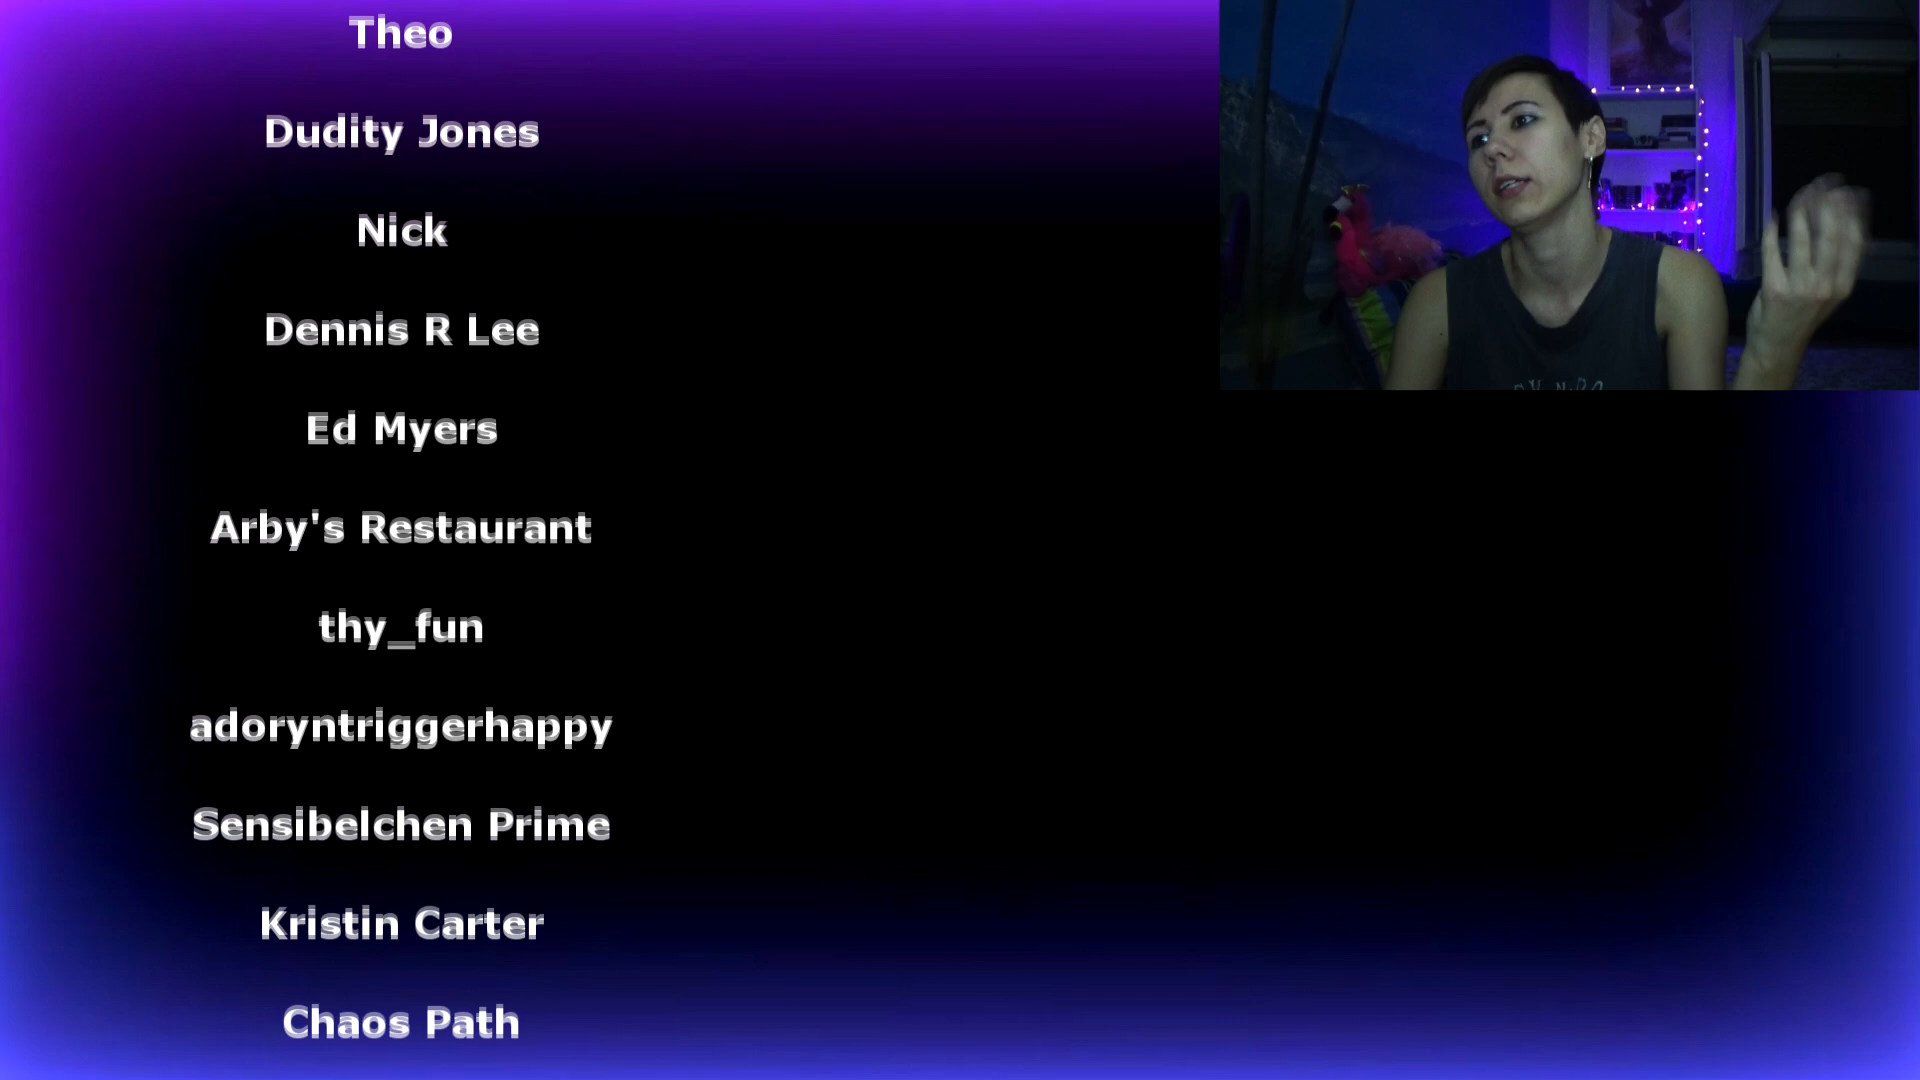 Theo
Dudity Jones
Nick
Dennis R Lee
Ed Myers
Arby's Restaurant
thy_fun
adoryntriggerhappy
Sensibelchen Prime
Kristin Carter
Chaos Path